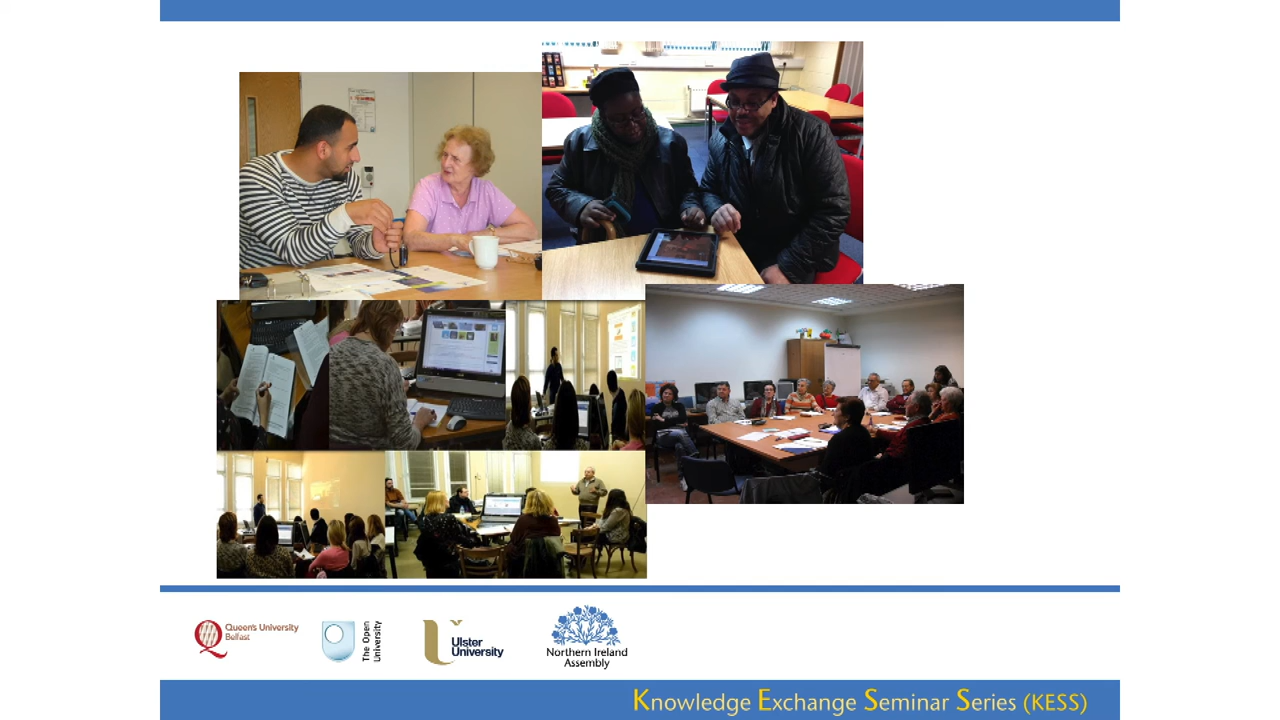 Queen's University
Belfast
The Open
University
Ulster
University
Northern Ireland
Assembly
Knowledge Exchange Seminar Series (KESS)